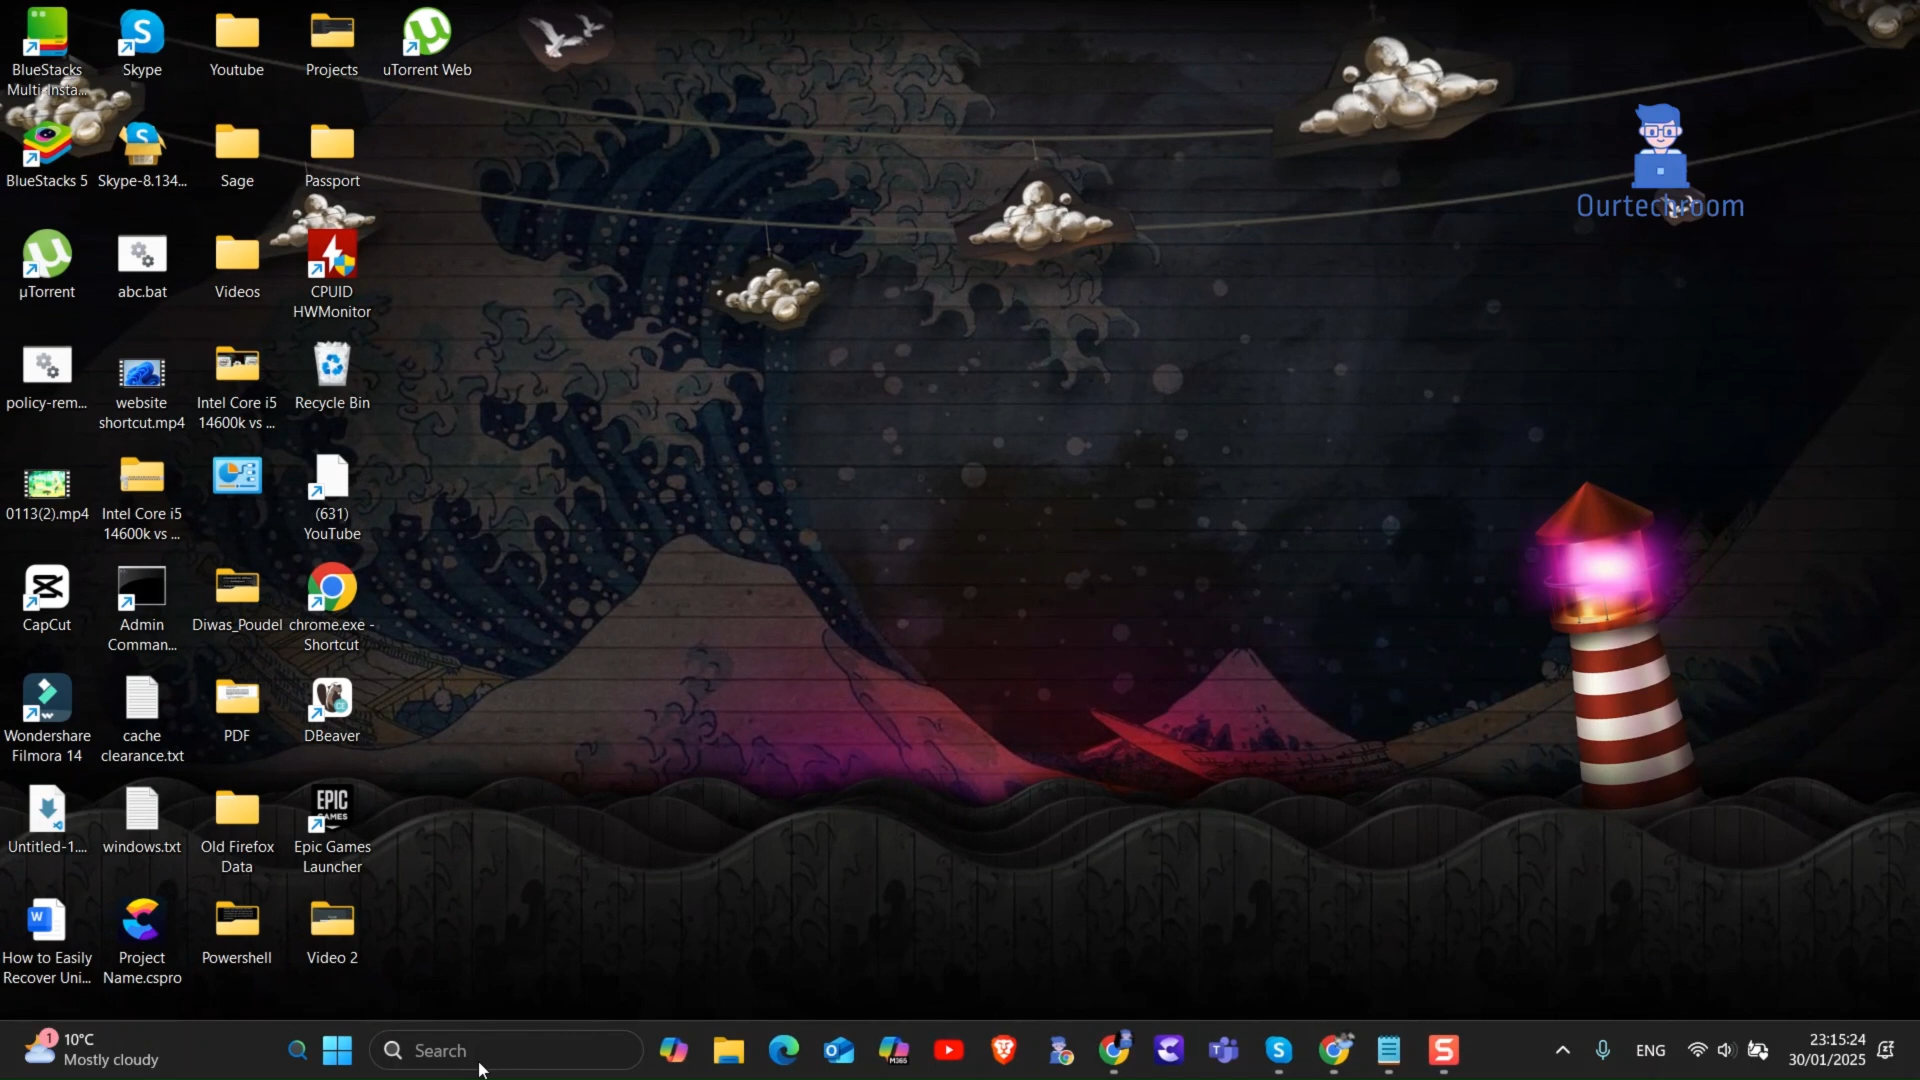 BlueStacks
Multi-Insta...
Skype
Youtube
Projects
uTorrent Web
BlueStacks 5
Skype-8.134...
Sage
Passport
µTorrent
abc.bat
Videos
CPUID
HWMonitor
policy-rem...
website
shortcut.mp4
Intel Core i5
14600k vs ...
Recycle Bin
0113(2).mp4
Intel Core i5
14600k vs ...
(631)
YouTube
CapCut
Admin
Comman...
Diwas_Poudel
chrome.exe -
Shortcut
Wondershare
Filmora 14
cache
clearance.txt
PDF
DBeaver
Untitled-1....
windows.txt
Old Firefox
Data
EPIC
GAMES
Epic Games
Launcher
How to Easily
Recover Uni...
Project
Name.cspro
Powershell
Video 2
Ourtechroom
1
10°C
Mostly cloudy
Search
M365
ENG
23:15:24
30/01/2025